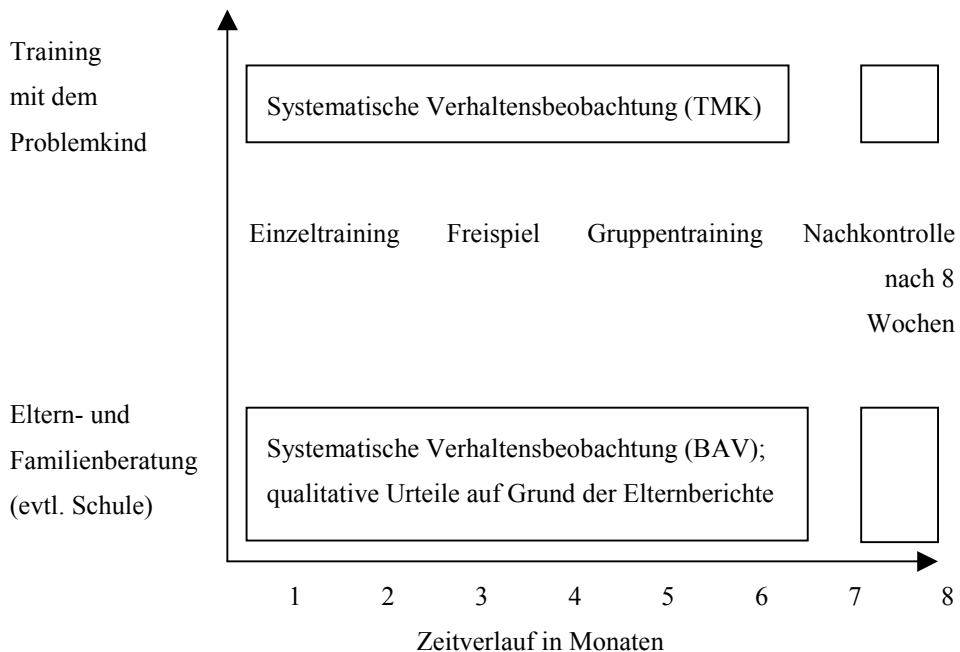 Training
mit dem
Problemkind
Systematische Verhaltensbeobachtung (TMK)
Einzeltraining Freispiel Gruppentraining Nachkontrolle
nach 8
Wochen
Eltern- und
Familienberatung
(evtl. Schule)
Systematische Verhaltensbeobachtung (BAV);
qualitative Urteile auf Grund der Elternberichte
1 2 3 4 5 6 7 8
Zeitverlauf in Monaten